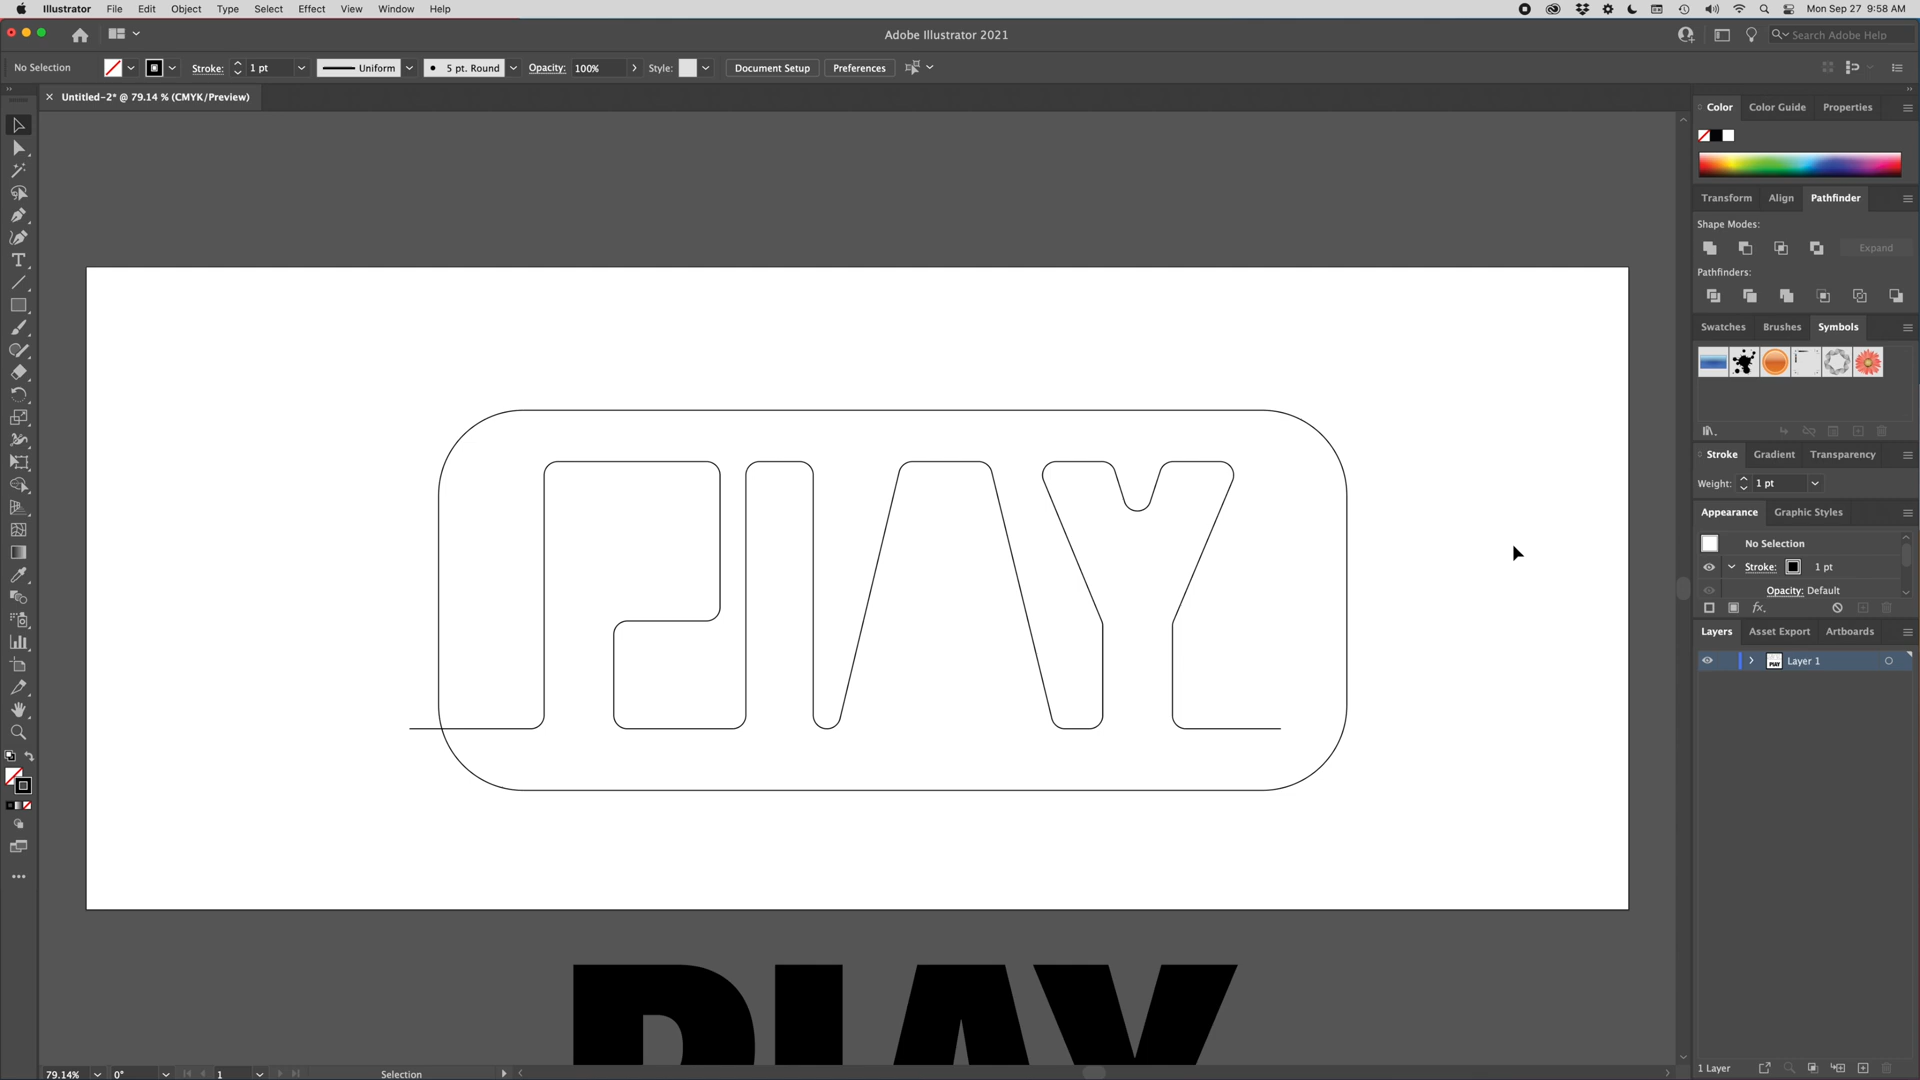 Illustrator File Edit Object Type Select Effect View Window Help
Mon Sep 27 9:58 AM
Adobe Illustrator 2021
Search Adobe Help
No Selection
Stroke: 1 pt
Uniform
5 pt. Round
Opacity: 100%
Style:
Document Setup
Preferences
Untitled-2* @ 79.14 % (CMYK/Preview)
Color Color Guide Properties
Transform Align Pathfinder
Shape Modes:
Expand
Pathfinders:
Swatches Brushes Symbols
Stroke Gradient Transparency
Weight: 1 pt
Appearance Graphic Styles
No Selection
Stroke: 1 pt
Opacity: Default
fx.
Layers Asset Export Artboards
Layer 1
1 Layer
PLAY
PLAY
79.14% 0° 1 Selection